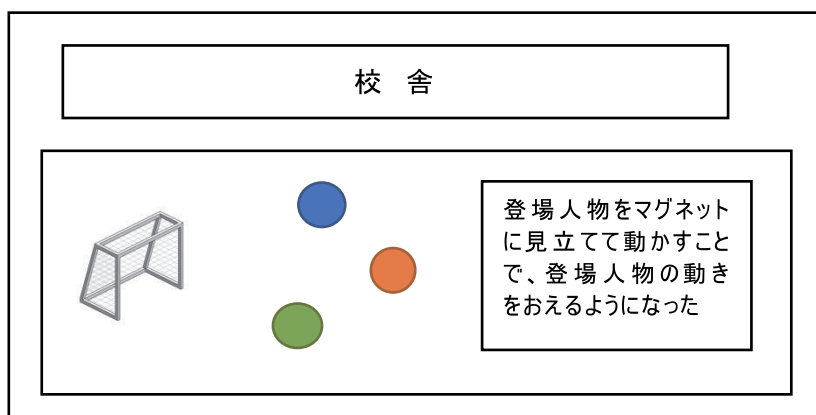 校 舎
登場人物をマグネット
に見立てて動かすこと
で、登場人物の動き
をおえるようになった